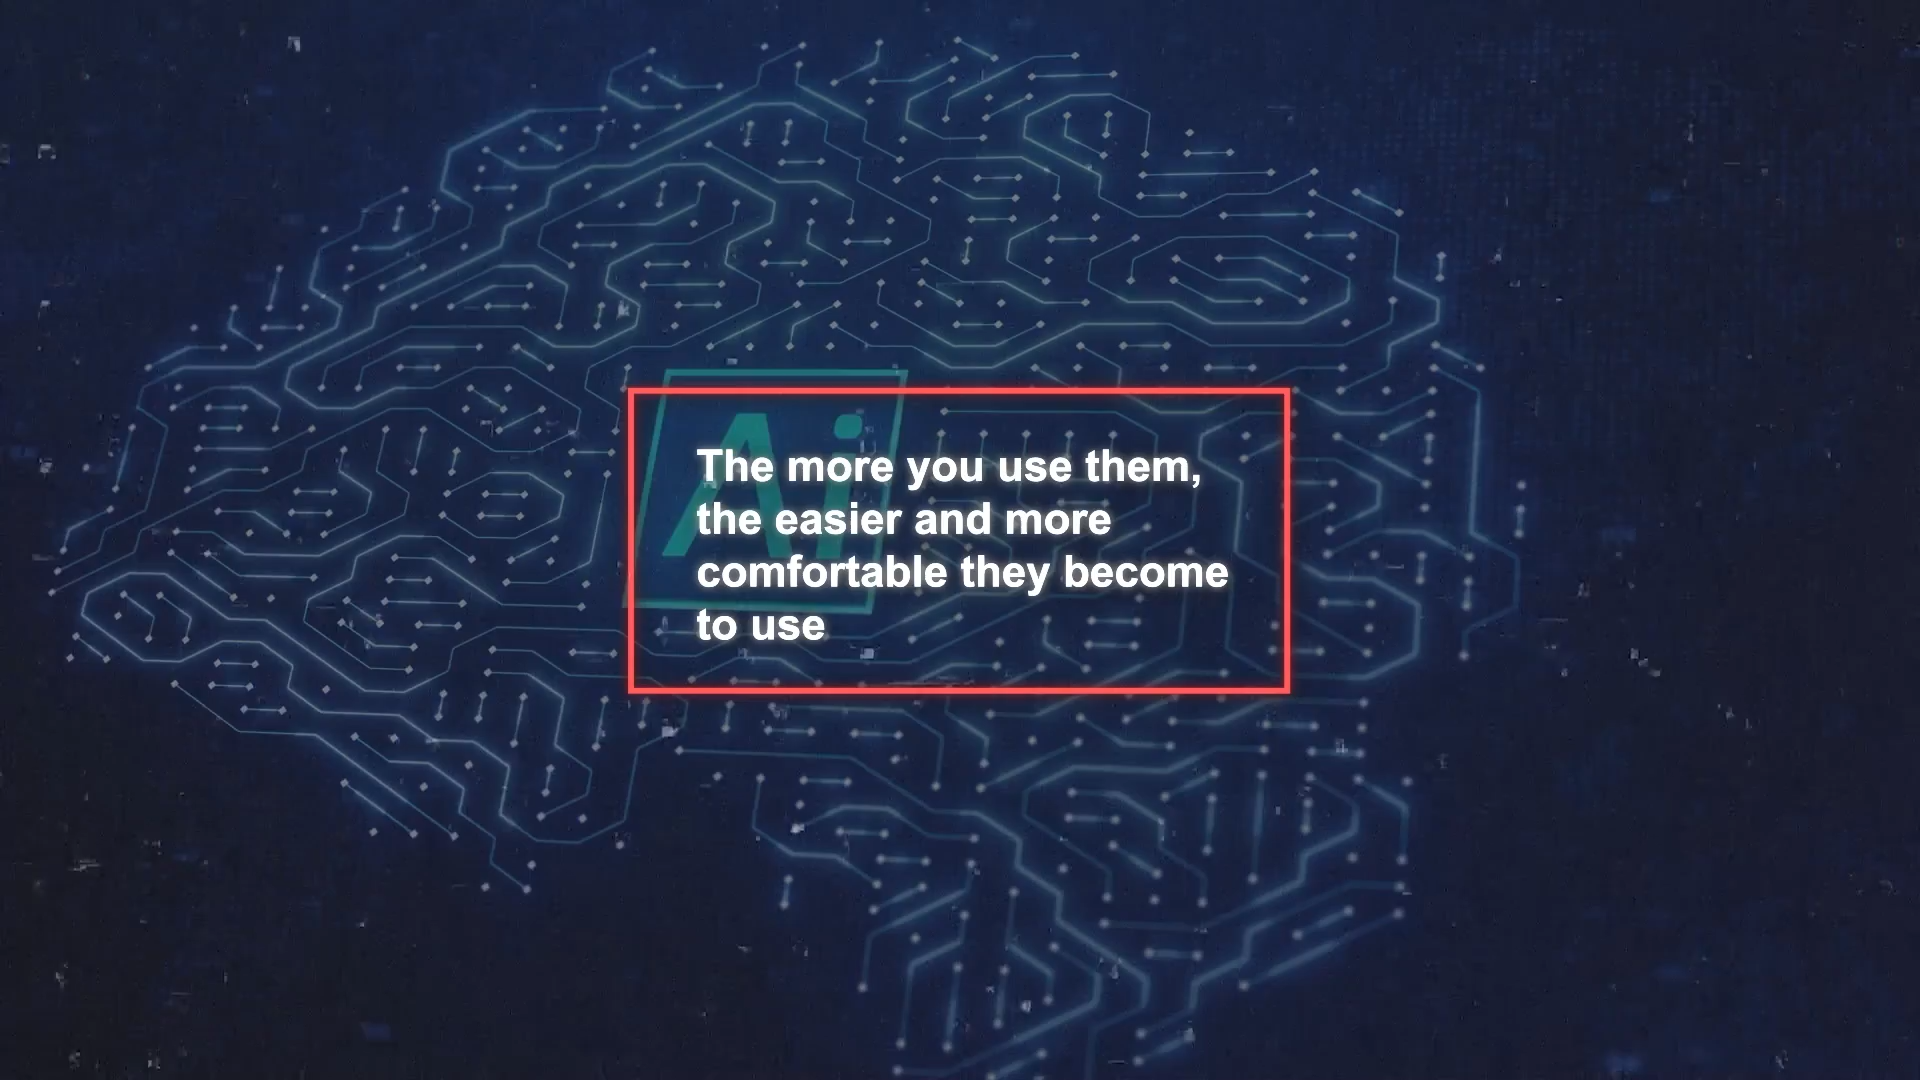 Ai
The more you use them,
the easier and more
comfortable they become
to use